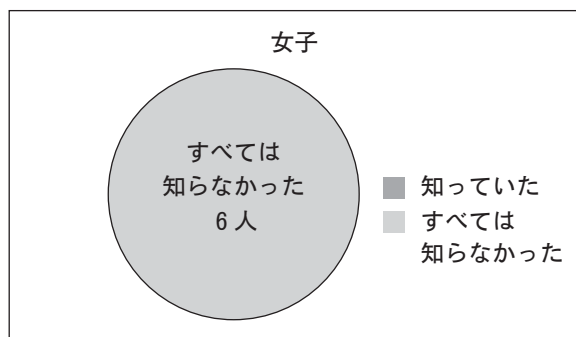 女子
すべては
知らなかった
6人
知っていた
すべては
知らなかった